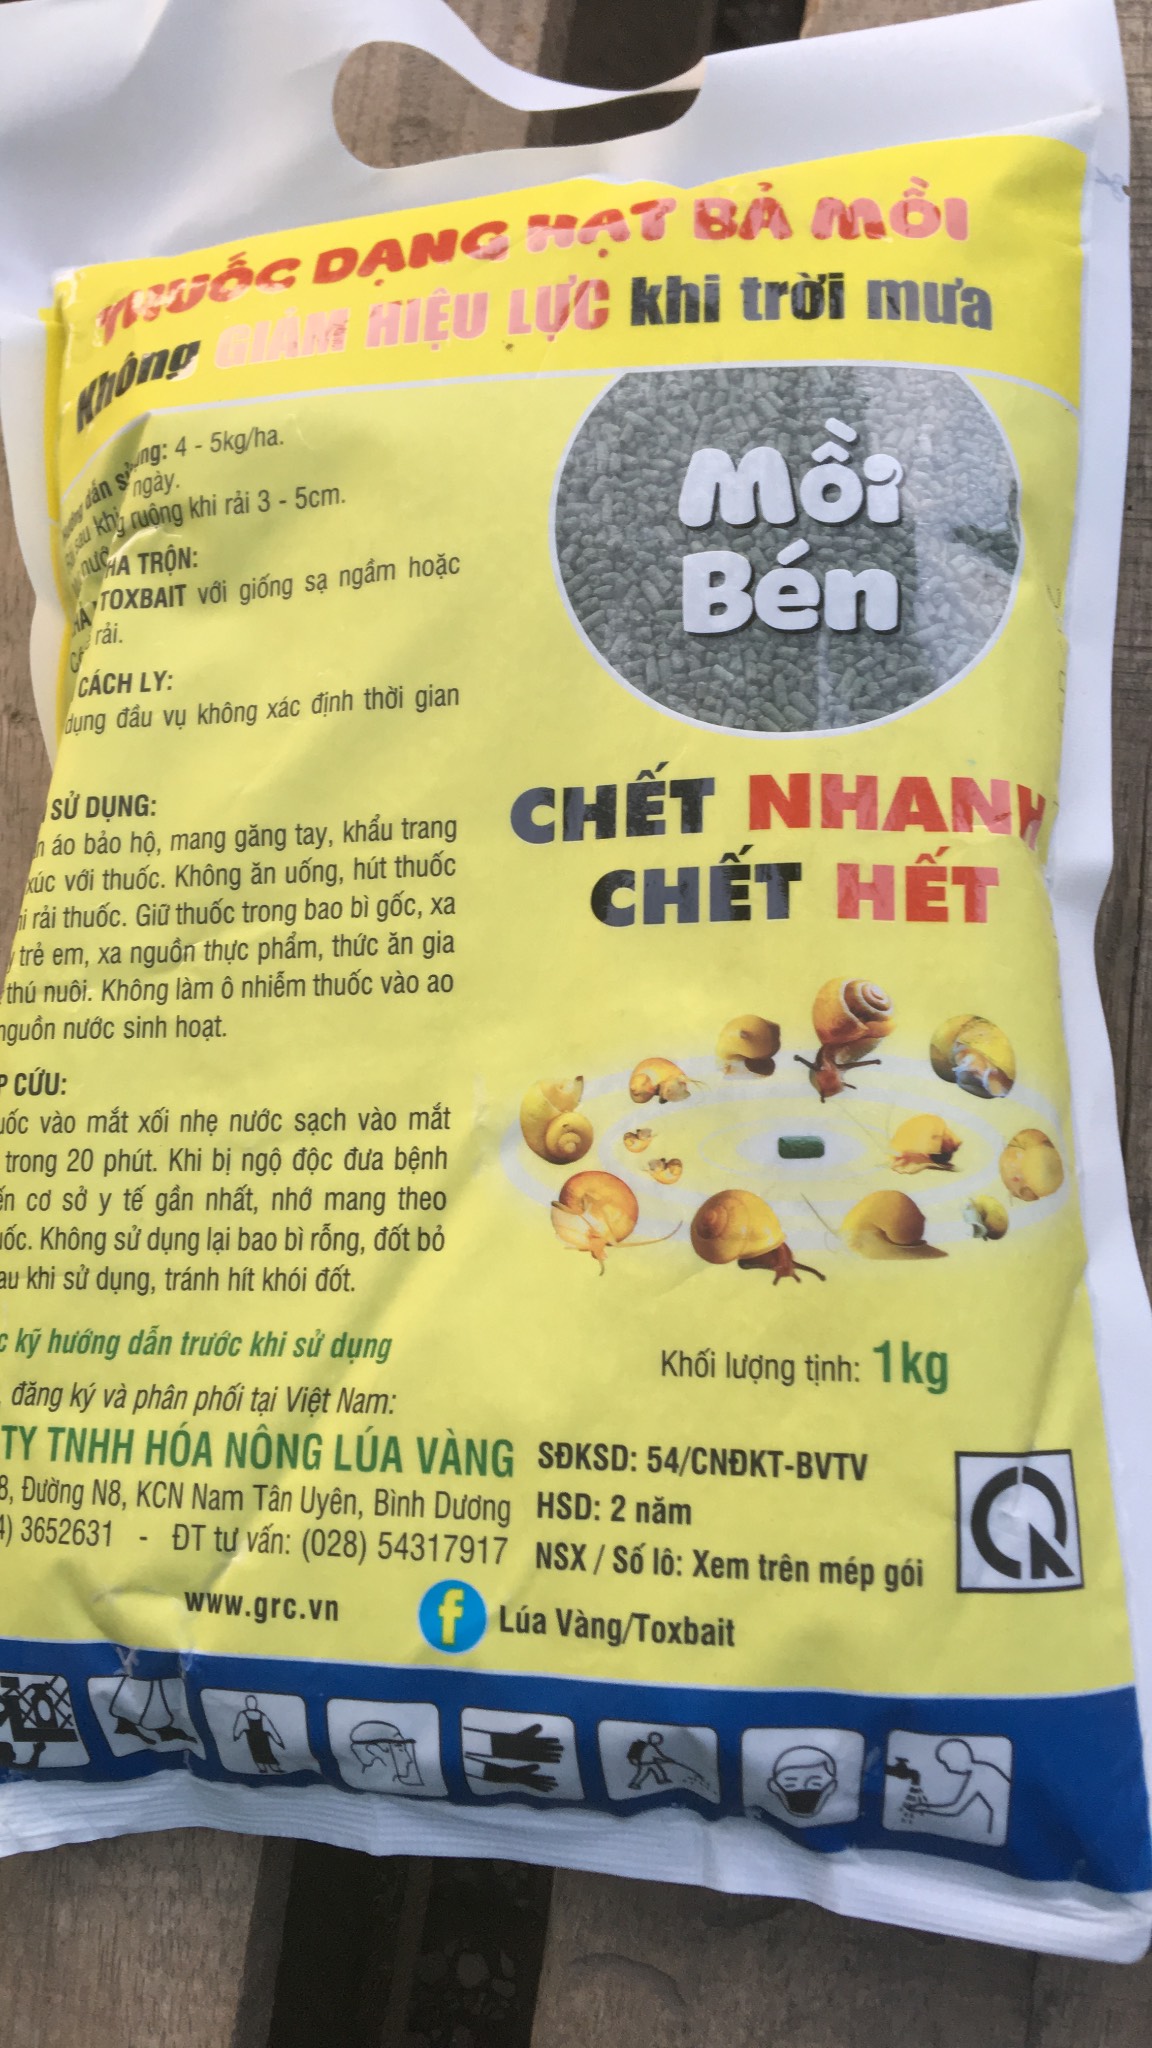 THUỐC DẠNG HẠT BẢ MỒI
Không GIẢM HIỆU LỰC khi trời mưa
dẫn sử 4 - 5kg/ha.
sau khi ngày.
ruộng khi rải 3 - 5cm.
TRỘN:
TOXBAIT với giống sạ ngầm hoặc
rải.
CÁCH LY:
dụng đầu vụ không xác định thời gian
SỬ DỤNG:
áo bảo hộ, mang găng tay, khẩu trang
xúc với thuốc. Không ăn uống, hút thuốc
rải thuốc. Giữ thuốc trong bao bì gốc, xa
trẻ em, xa nguồn thực phẩm, thức ăn gia
thú nuôi. Không làm ô nhiễm thuốc vào ao
nguồn nước sinh hoạt.
CỨU:
vào mắt xối nhẹ nước sạch vào mắt
trong 20 phút. Khi bị ngộ độc đưa bệnh
cơ sở y tế gần nhất, nhớ mang theo
Không sử dụng lại bao bì rỗng, đốt bỏ
khi sử dụng, tránh hít khói đốt.
kỹ hướng dẫn trước khi sử dụng
đăng ký và phân phối tại Việt Nam:
TY TNHH HÓA NÔNG LÚA VÀNG
8, Đường N8, KCN Nam Tân Uyên, Bình Dương
4) 3652631 - ĐT tư vấn: (028) 54317917
www.grc.vn
f Lúa Vàng/Toxbait
Mồi
Bén
CHẾT NHANH
CHẾT HẾT
Khối lượng tịnh: 1kg
SĐKSD: 54/CNĐKT-BVTV
HSD: 2 năm
NSX / Số lô: Xem trên mép gói